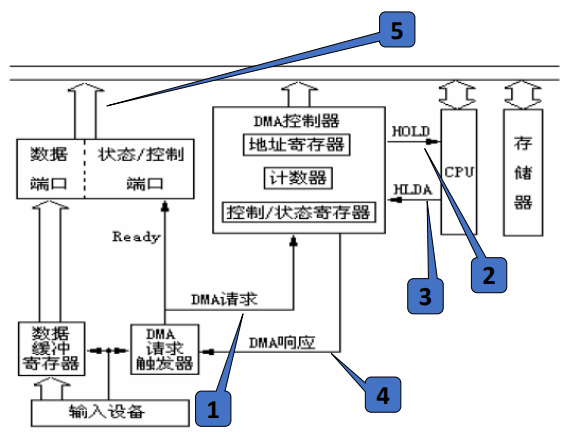 5
DMA控制器
地址寄存器
计数器
控制/状态寄存器
HOLD
HLDA
CPU
存储器
数据端口
状态/控制端口
Ready
2
3
DMA请求
数据缓冲寄存器
DMA请求触发器
DMA响应
1
4
输入设备